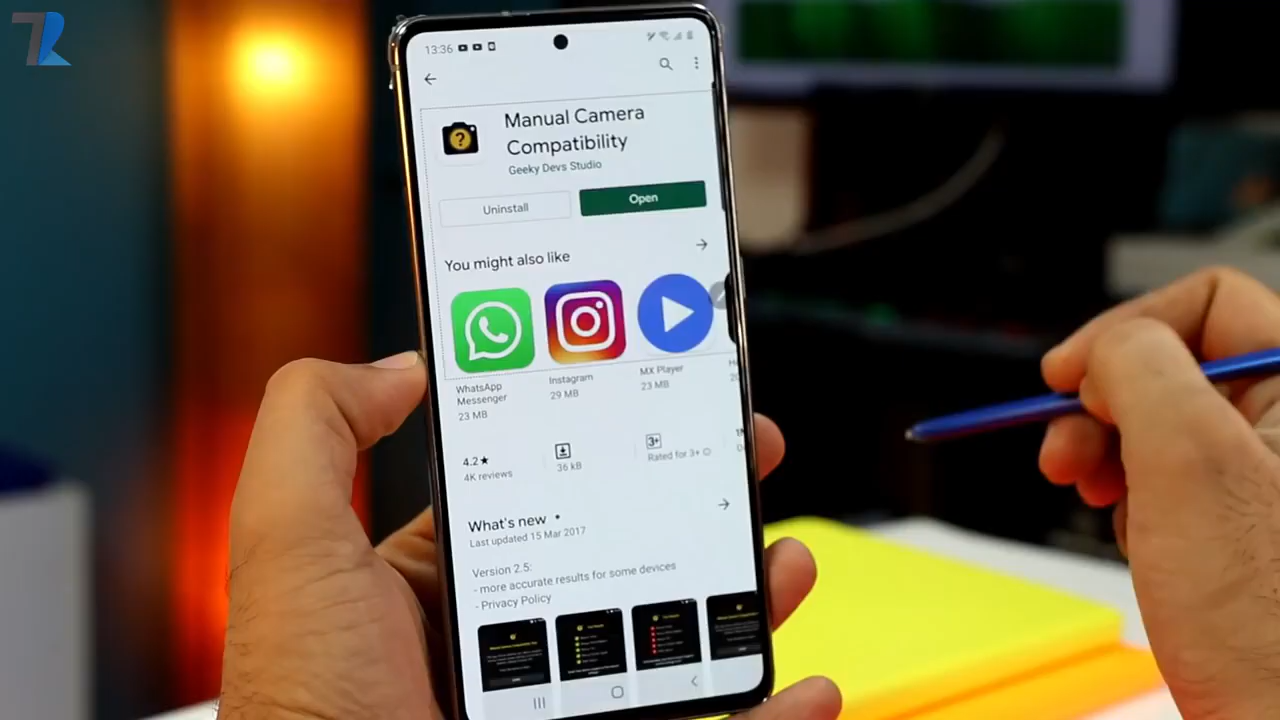 7R
13:36
Manual Camera
Compatibility
Geeky Devs Studio
Uninstall
Open
You might also like
WhatsApp
Messenger
23 MB
Instagram
29 MB
MX Player
23 MB
4.2★
4K reviews
36 kB
3+
Rated for 3+
What's new •
Last updated 15 Mar 2017
Version 2.5:
- more accurate results for some devices
- Privacy Policy